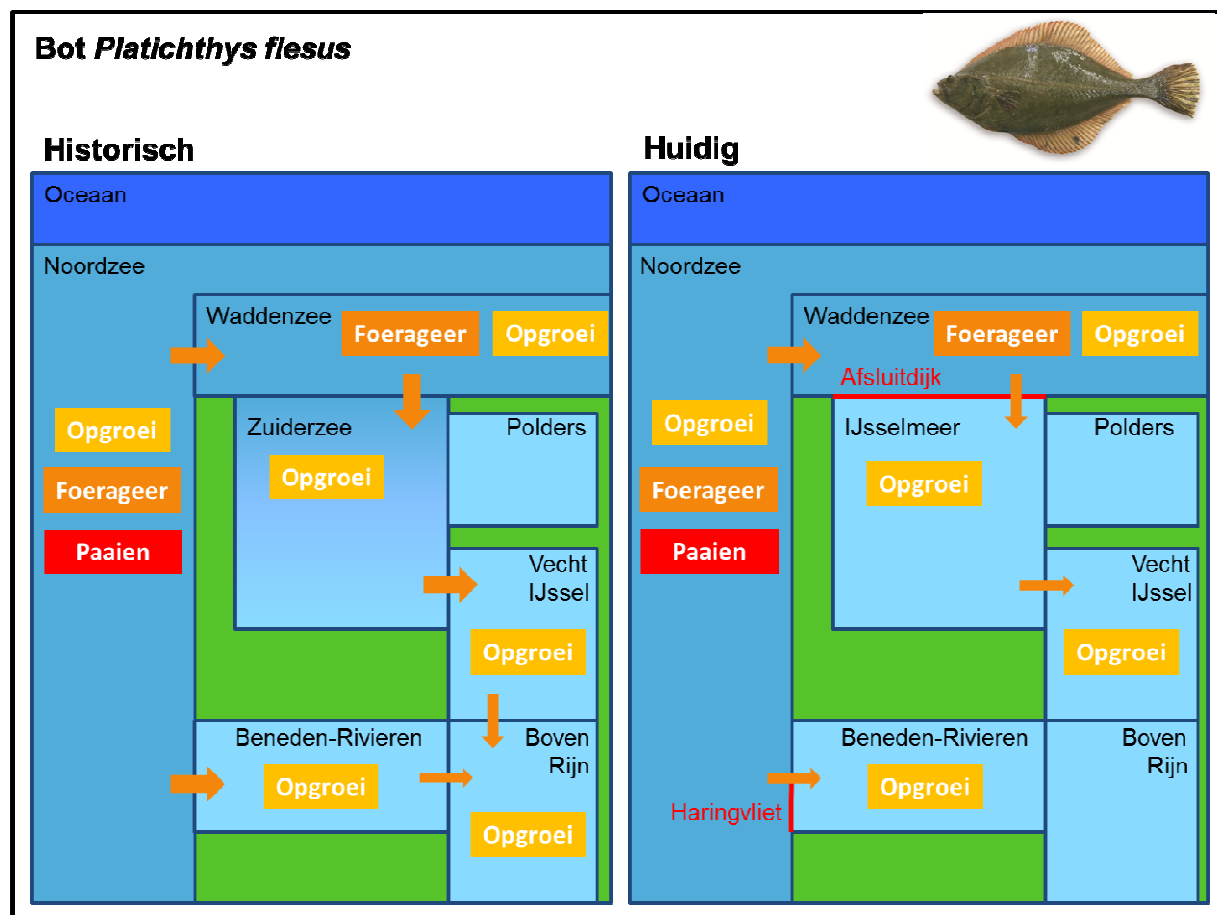 Bot Platichthys flesus
Historisch
Oceaan
Noordzee
Waddenzee
Foerageer
Opgroei
Opgroei
Foerageer
Paaien
Zuiderzee
Opgroei
Polders
Vecht
IJssel
Opgroei
Beneden-Rivieren
Opgroei
Boven
Rijn
Opgroei
Huidig
Oceaan
Noordzee
Waddenzee
Foerageer
Opgroei
Afsluitdijk
Opgroei
Foerageer
Paaien
IJsselmeer
Opgroei
Polders
Vecht
IJssel
Opgroei
Beneden-Rivieren
Opgroei
Haringvliet
Boven
Rijn